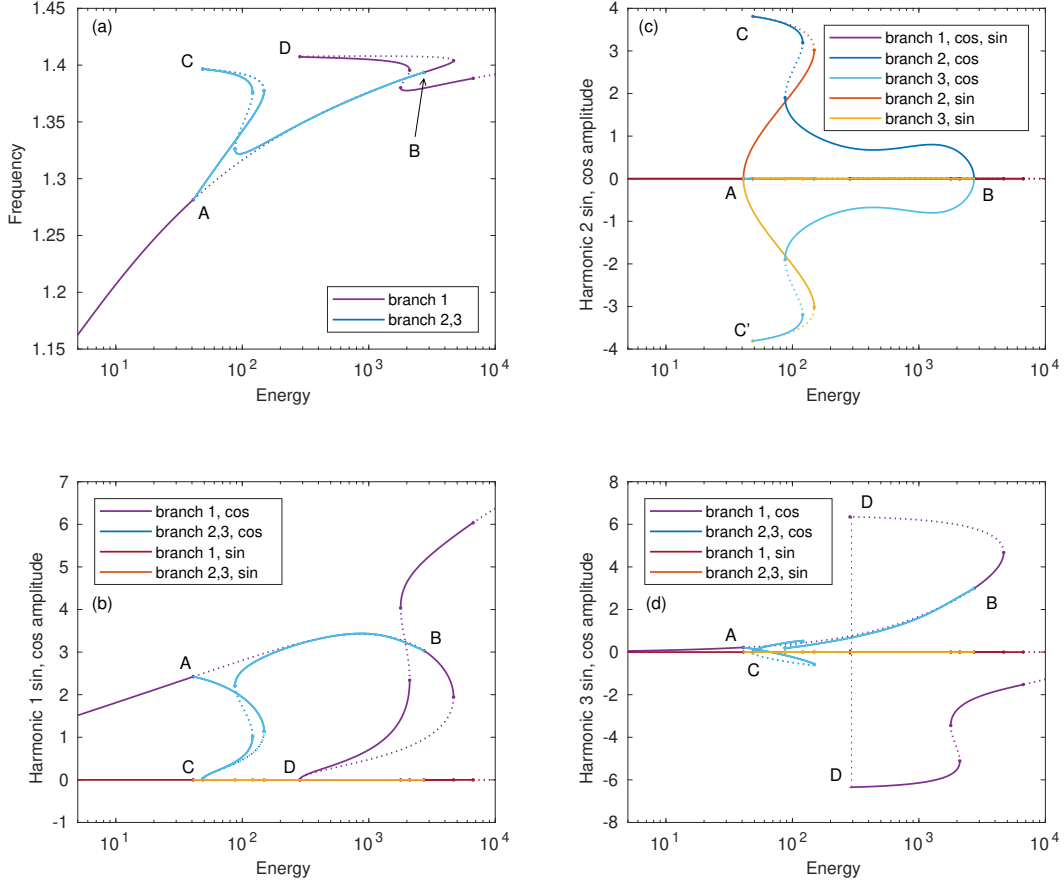 (a)
1.45
1.4
1.35
1.3
1.25
1.2
1.15
Frequency
C
D
A
B
branch 1
branch 2,3
10^1
10^2
10^3
10^4
Energy
(c)
4
3
2
1
0
-1
-2
-3
-4
Harmonic 2 sin, cos amplitude
C
A
B
C'
branch 1, cos, sin
branch 2, cos
branch 3, cos
branch 2, sin
branch 3, sin
10^1
10^2
10^3
10^4
Energy
7
6
5
4
3
2
1
0
-1
Harmonic 1 sin, cos amplitude
branch 1, cos
branch 2,3, cos
branch 1, sin
branch 2,3, sin
(b)
A
B
C
D
10^1
10^2
10^3
10^4
Energy
8
6
4
2
0
-2
-4
-6
-8
Harmonic 3 sin, cos amplitude
branch 1, cos
branch 2,3, cos
branch 1, sin
branch 2,3, sin
(d)
D
B
A
C
D
10^1
10^2
10^3
10^4
Energy